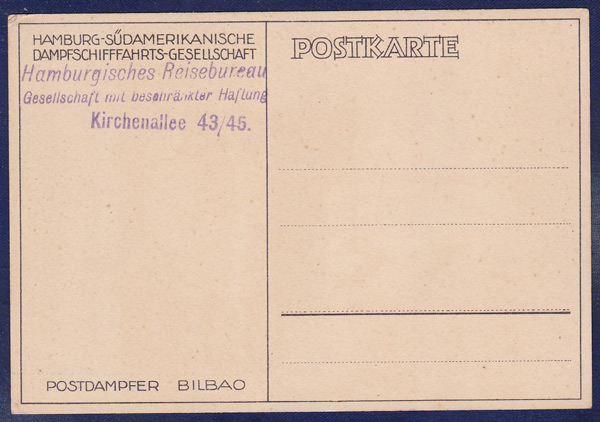 HAMBURG-SÜDAMERIKANISCHE
DAMPFSCHIFFFAHRTS-GESELLSCHAFT
Hamburgisches Reisebureau
Gesellschaft mit beschränkter Haftung
Kirchenallee 43/45.
POSTKARTE
POSTDAMPFER BILBAO